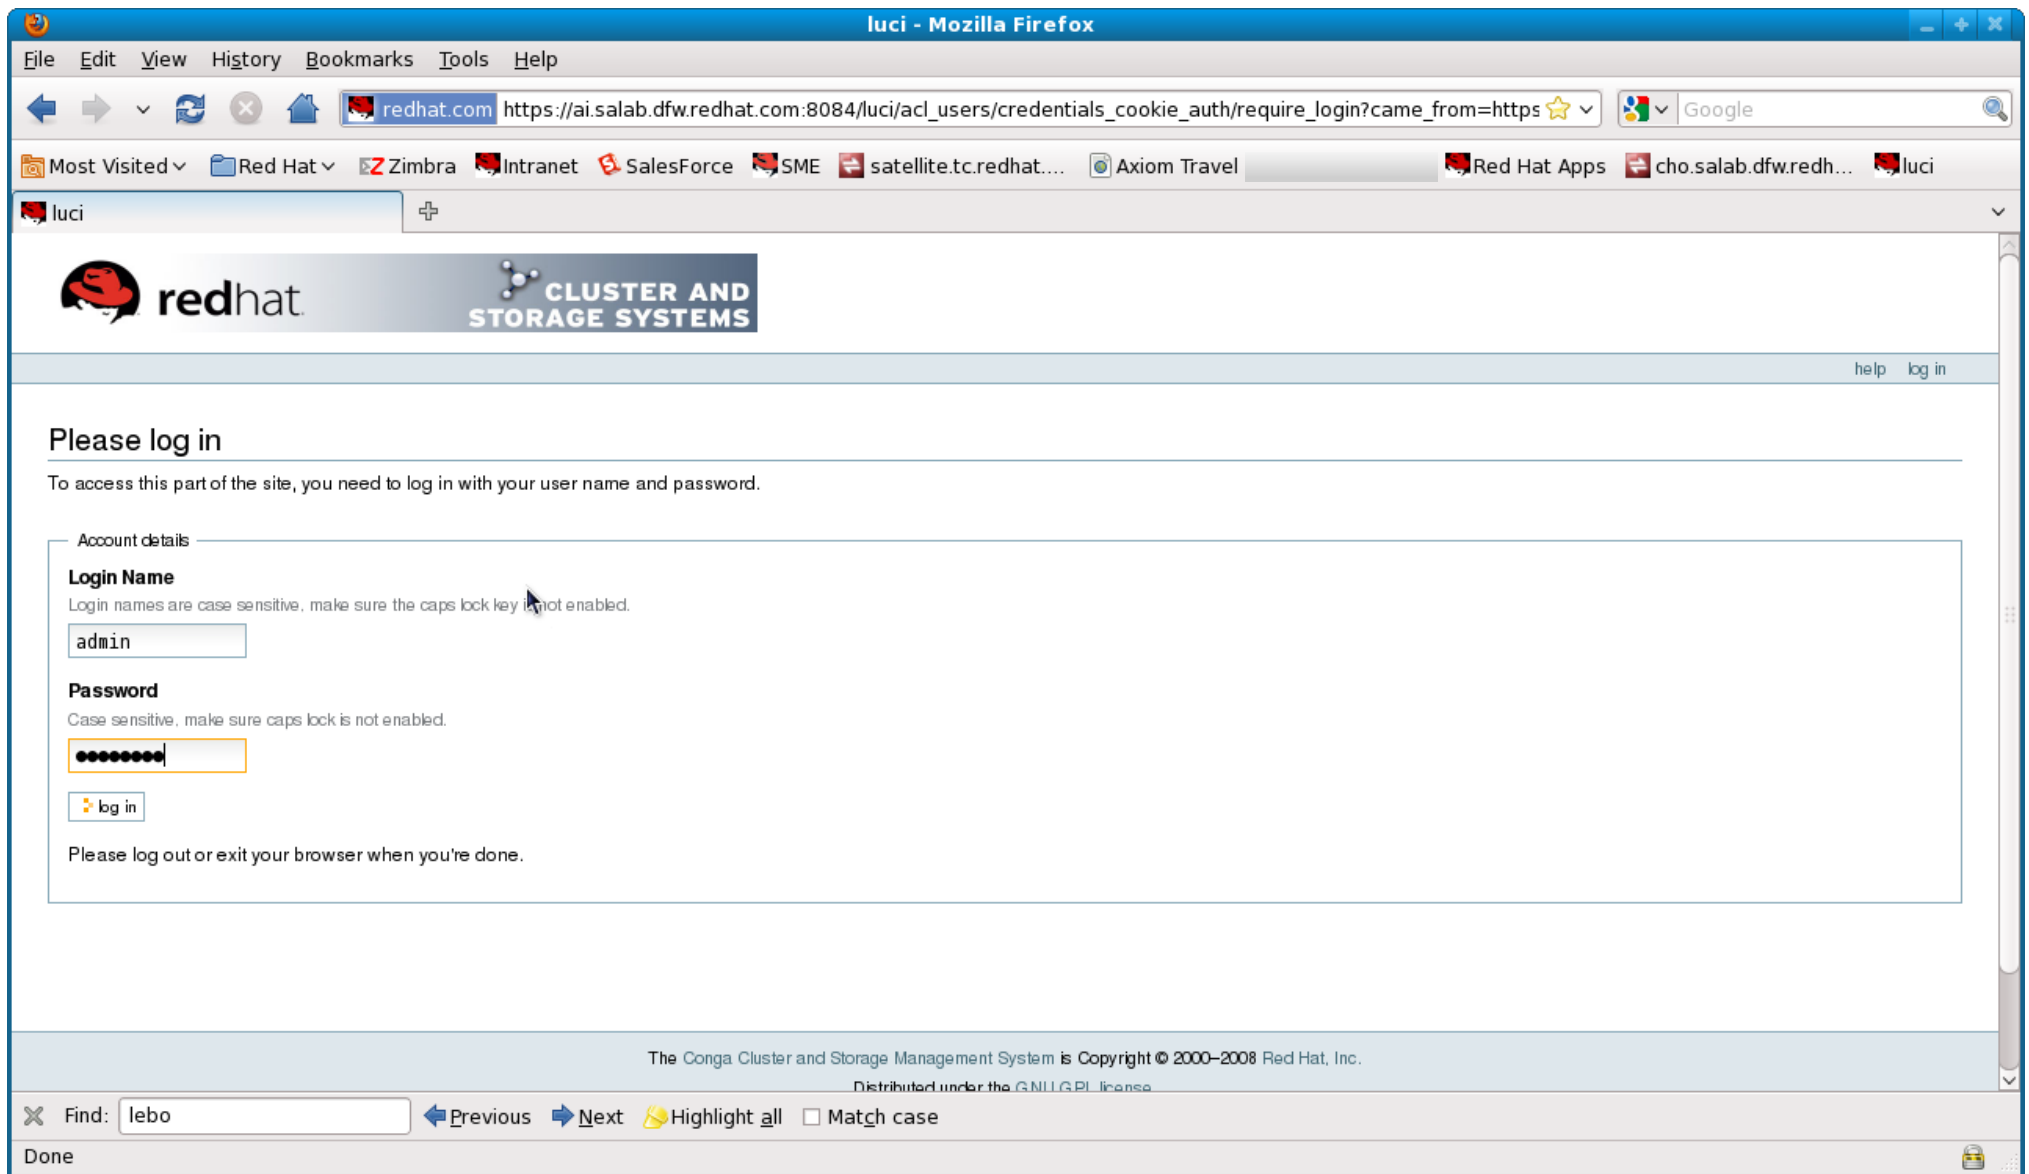 luci - Mozilla Firefox
File Edit View History Bookmarks Tools Help
redhat.com https://ai.salab.dfw.redhat.com:8084/luci/acl_users/credentials_cookie_auth/require_login?came_from=https Google
Most Visited Red Hat Zimbra Intranet SalesForce SME satellite.tc.redhat.... Axiom Travel Red Hat Apps cho.salab.dfw.redh... luci
luci
redhat.
CLUSTER AND
STORAGE SYSTEMS
help log in
Please log in
To access this part of the site, you need to log in with your user name and password.
Account details
Login Name
Login names are case sensitive, make sure the caps lock key is not enabled.
admin
Password
Case sensitive, make sure caps lock is not enabled.
log in
Please log out or exit your browser when you're done.
The Conga Cluster and Storage Management System is Copyright © 2000–2008 Red Hat, Inc.
Distributed under the GNU GPL license
Find: lebo Previous Next Highlight all Match case
Done